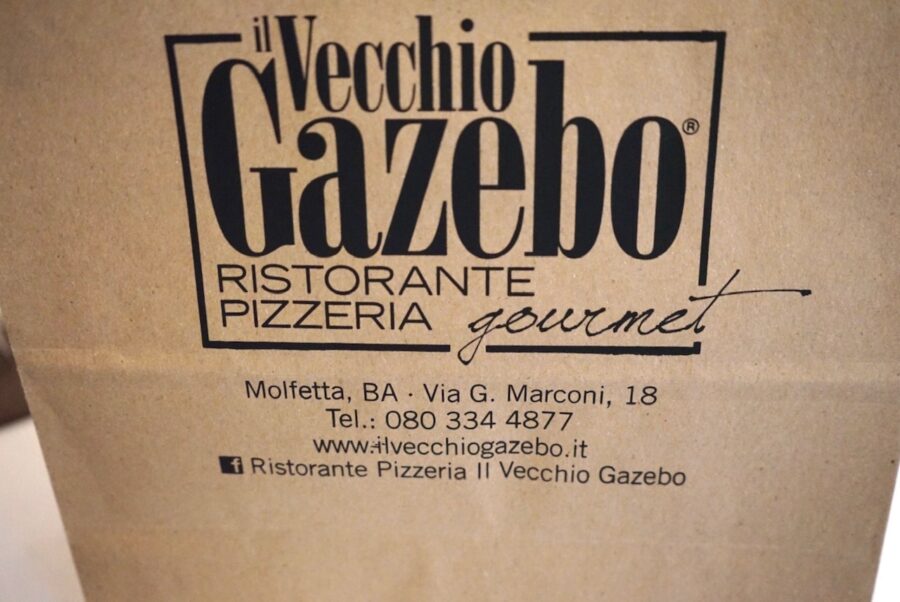 il Vecchio
Gazebo®
RISTORANTE
PIZZERIA gourmet
Molfetta, BA · Via G. Marconi, 18
Tel.: 080 334 4877
www.ilvecchiogazebo.it
f Ristorante Pizzeria Il Vecchio Gazebo